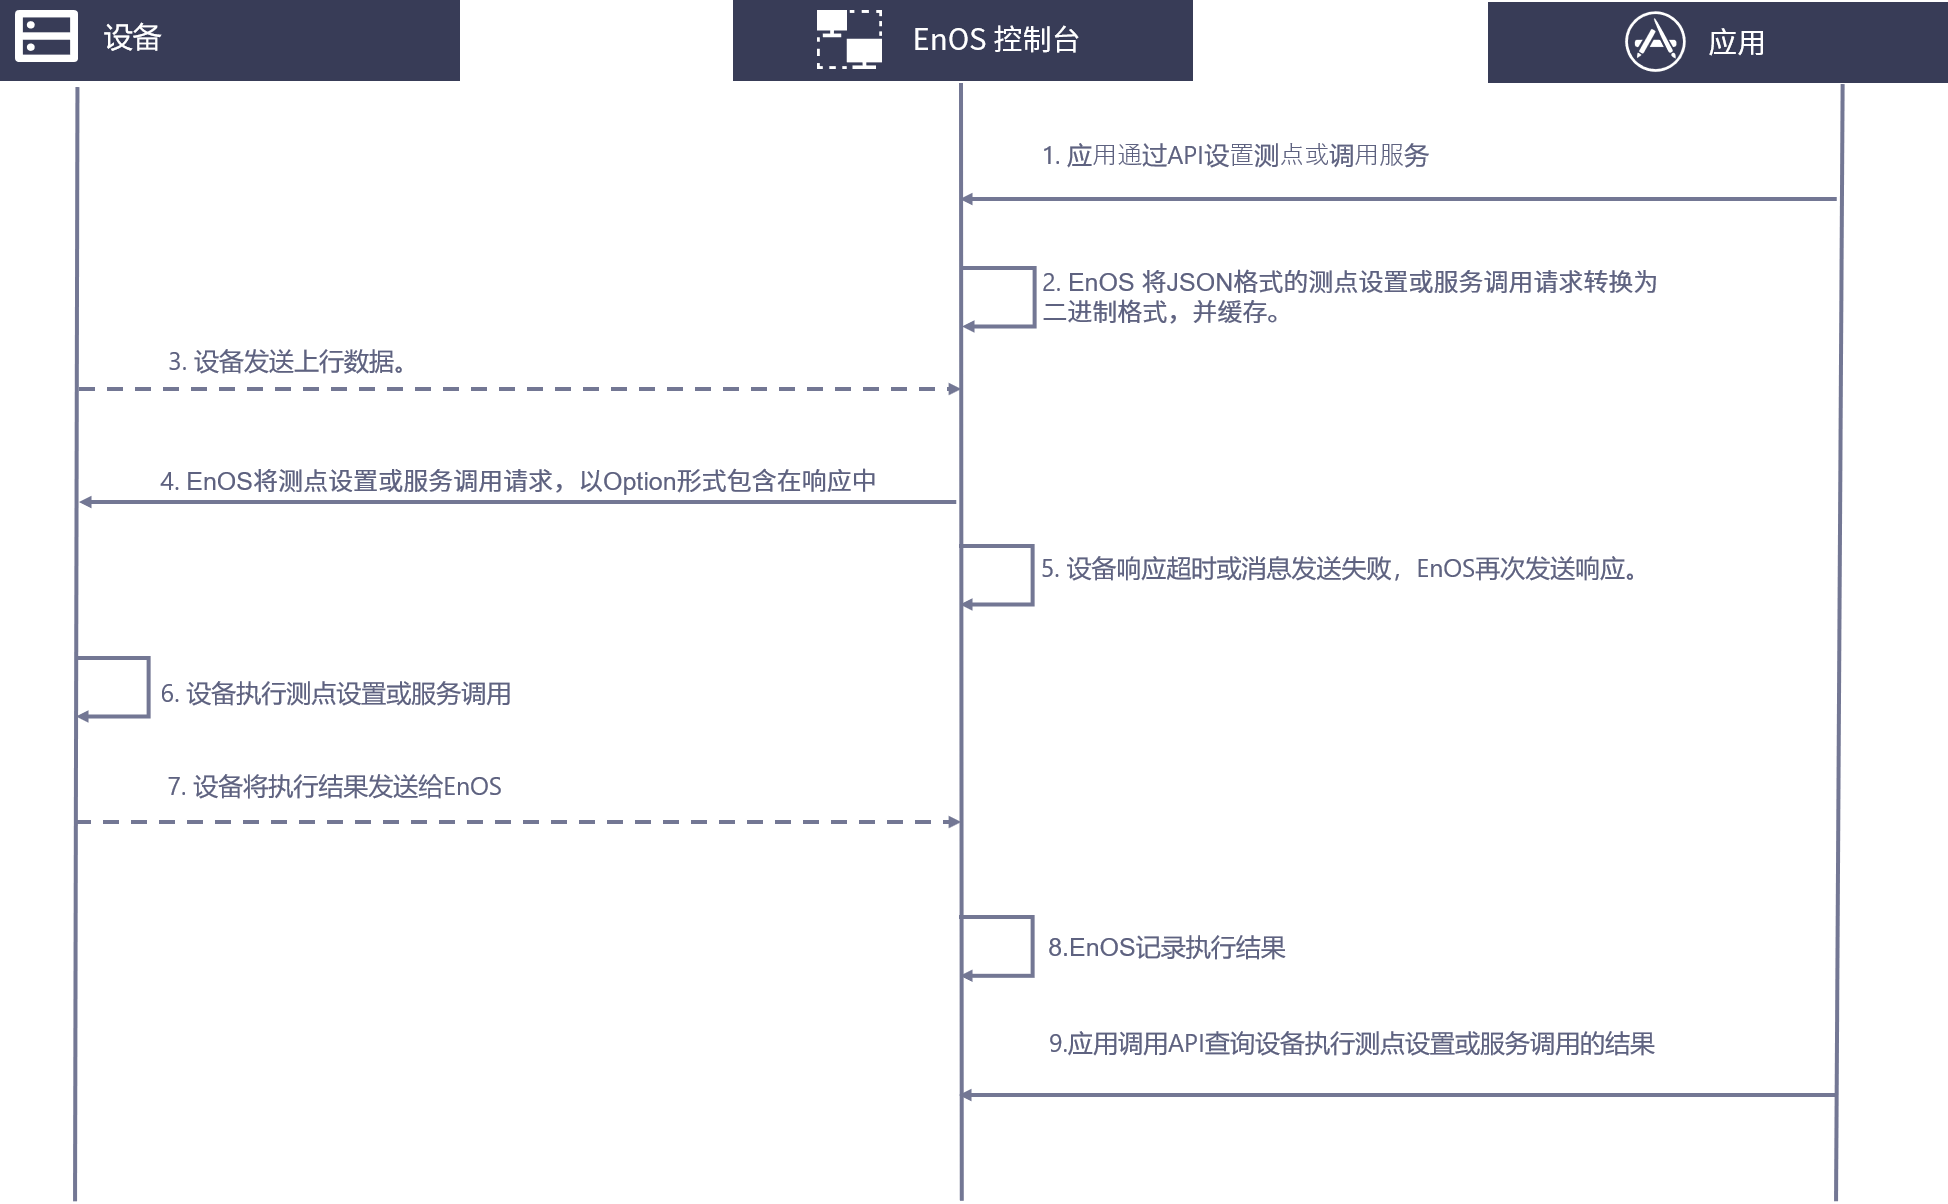 设备
EnOS 控制台
应用
1. 应用通过API设置测点或调用服务
2. EnOS 将JSON格式的测点设置或服务调用请求转换为
二进制格式，并缓存。
3. 设备发送上行数据。
4. EnOS将测点设置或服务调用请求，以Option形式包含在响应中
5. 设备响应超时或消息发送失败，EnOS再次发送响应。
6. 设备执行测点设置或服务调用
7. 设备将执行结果发送给EnOS
8.EnOS记录执行结果
9.应用调用API查询设备执行测点设置或服务调用的结果